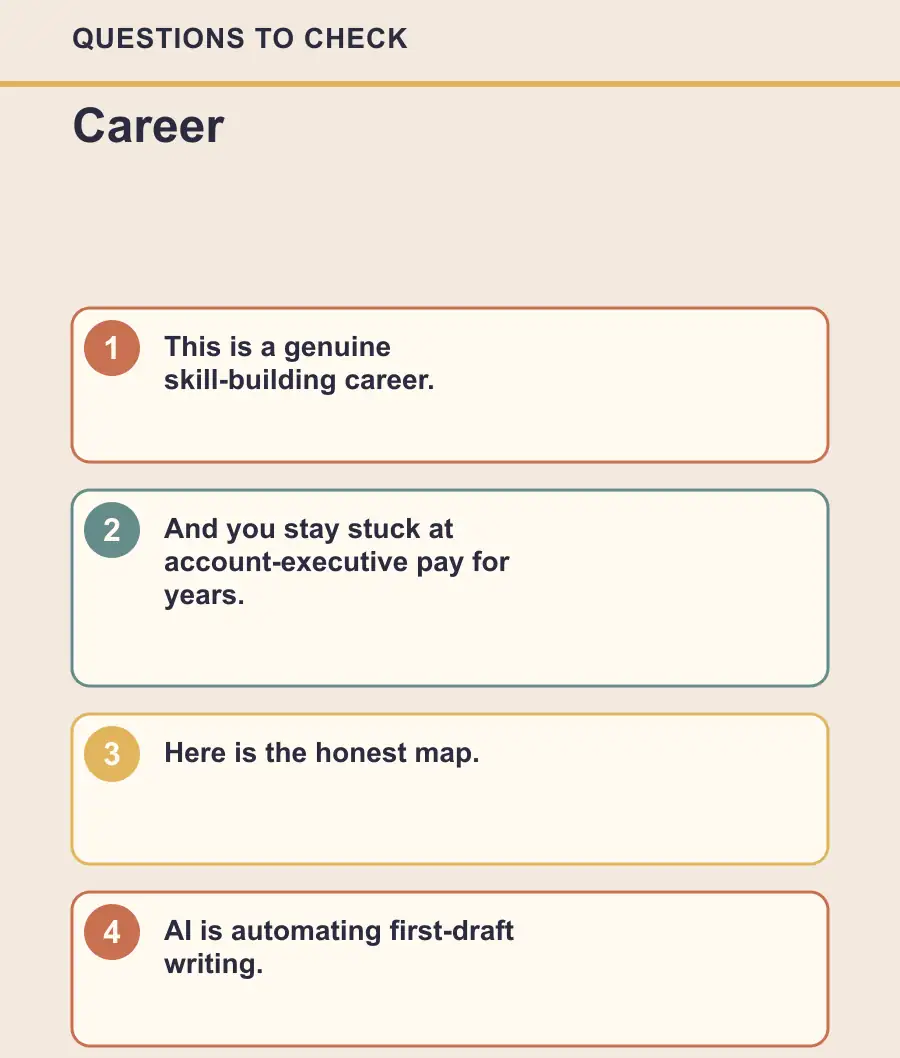 QUESTIONS TO CHECK
Career
1
This is a genuine
skill-building career.
2
And you stay stuck at
account-executive pay for
years.
3
Here is the honest map.
4
AI is automating first-draft
writing.